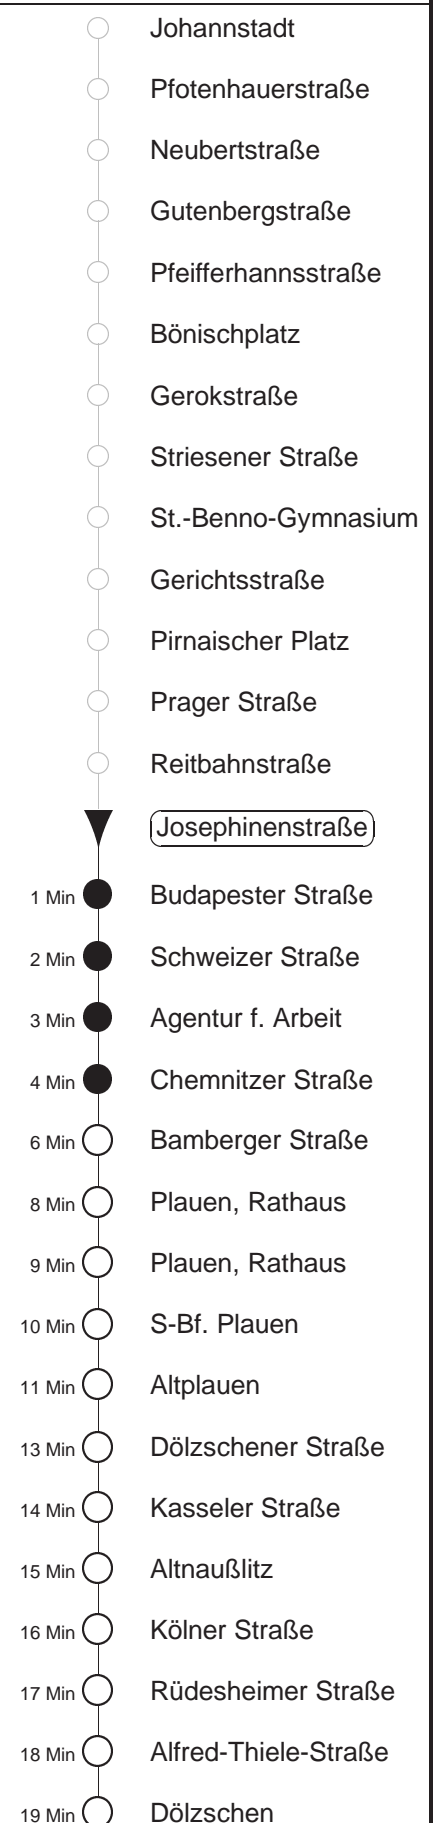 Johannstadt
Pfotenhauerstraße
Neubertstraße
Gutenbergstraße
Pfeifferhannsstraße
Bönischplatz
Gerokstraße
Striesener Straße
St.-Benno-Gymnasium
Gerichtsstraße
Pirnaischer Platz
Prager Straße
Reitbahnstraße
Josephinenstraße
1 Min Budapester Straße
2 Min Schweizer Straße
3 Min Agentur f. Arbeit
4 Min Chemnitzer Straße
6 Min Bamberger Straße
8 Min Plauen, Rathaus
9 Min Plauen, Rathaus
10 Min S-Bf. Plauen
11 Min Altplauen
13 Min Dölzschener Straße
14 Min Kasseler Straße
15 Min Altnaußlitz
16 Min Kölner Straße
17 Min Rüdesheimer Straße
18 Min Alfred-Thiele-Straße
19 Min Dölzschen